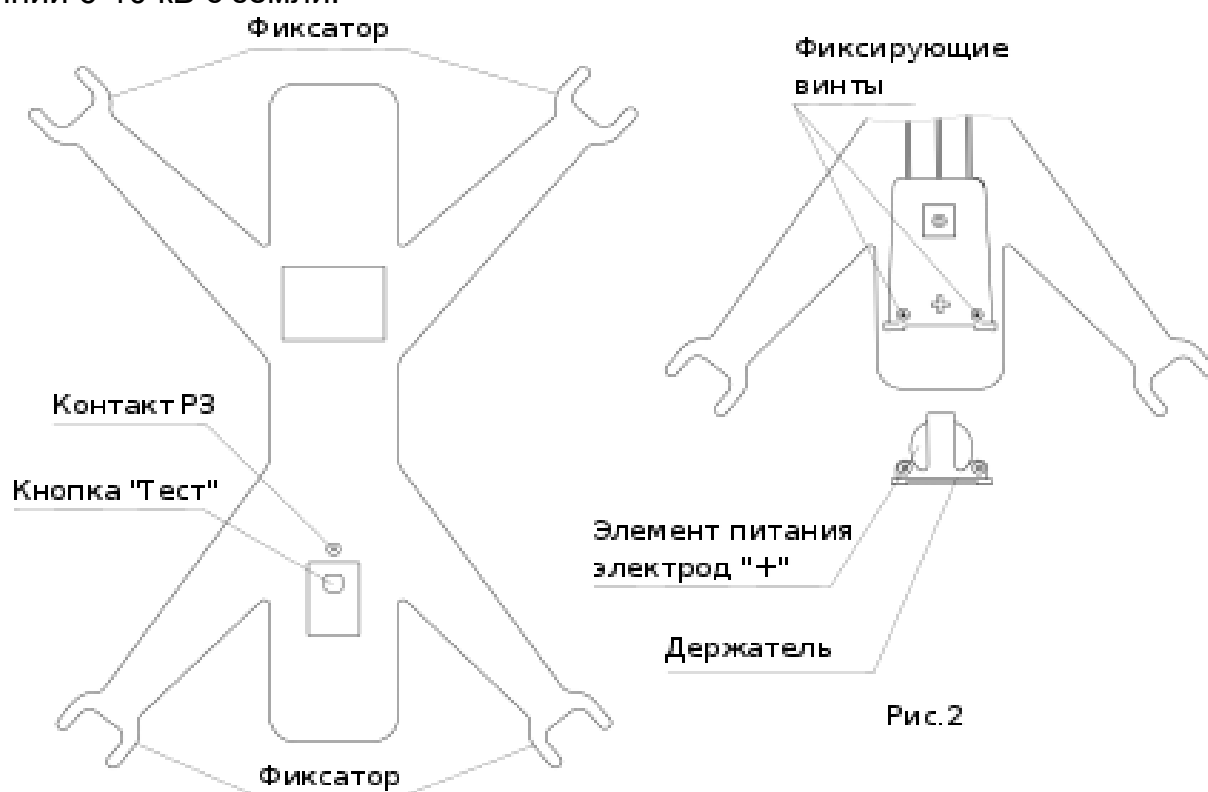 Фиксатор
Фиксирующие
винты
Контакт РЗ
Кнопка "Тест"
Элемент питания
электрод "+"
Держатель
Рис.2
Фиксатор